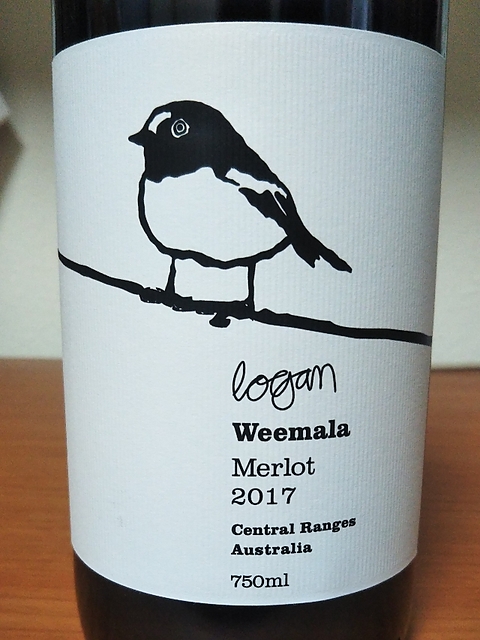 logan
Weemala
Merlot
2017
Central Ranges
Australia
750ml